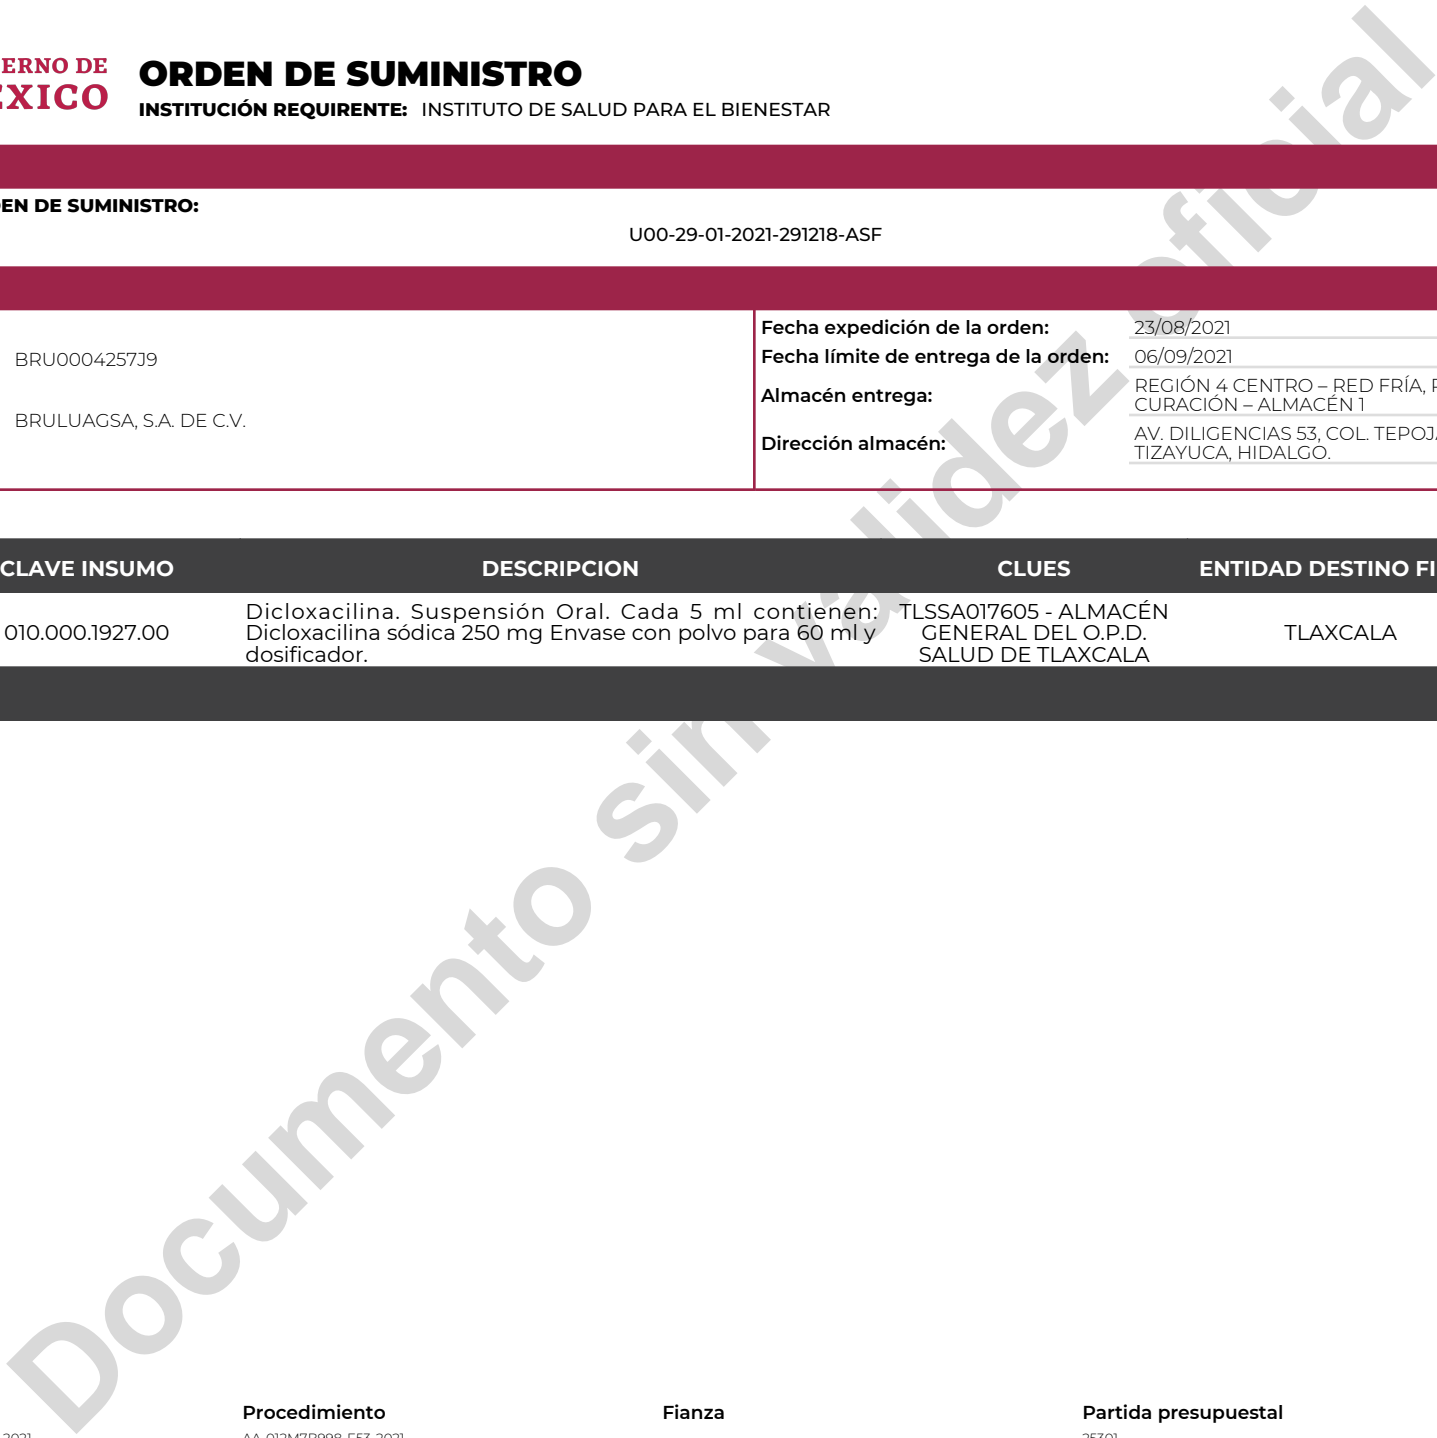 ERNO DE
ORDEN DE SUMINISTRO
INSTITUCIÓN REQUIRENTE: INSTITUTO DE SALUD PARA EL BIENESTAR
EN DE SUMINISTRO:
U00-29-01-2021-291218-ASF
BRU0004257J9
BRULUAGSA, S.A. DE C.V.
Fecha expedición de la orden: 23/08/2021
Fecha límite de entrega de la orden: 06/09/2021
Almacén entrega:
REGIÓN 4 CENTRO – RED FRÍA,
CURACIÓN – ALMACÉN 1
Dirección almacén:
AV. DILIGENCIAS 53, COL. TEPOJ
TIZAYUCA, HIDALGO.
CLAVE INSUMO DESCRIPCION CLUES ENTIDAD DESTINO FI
010.000.1927.00
Dicloxacilina. Suspensión Oral. Cada 5 ml contienen:
Dicloxacilina sódica 250 mg Envase con polvo para 60 ml y
dosificador.
TLSSA017605 - ALMACÉN
GENERAL DEL O.P.D.
SALUD DE TLAXCALA
TLAXCALA
Documento sin validez oficial
Procedimiento Fianza Partida presupuestal